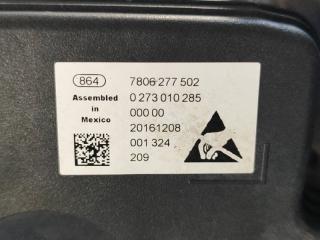 864 7806 277 502
Assembled 0 273 010 285
in 000 00
Mexico 20161208
001 324
209